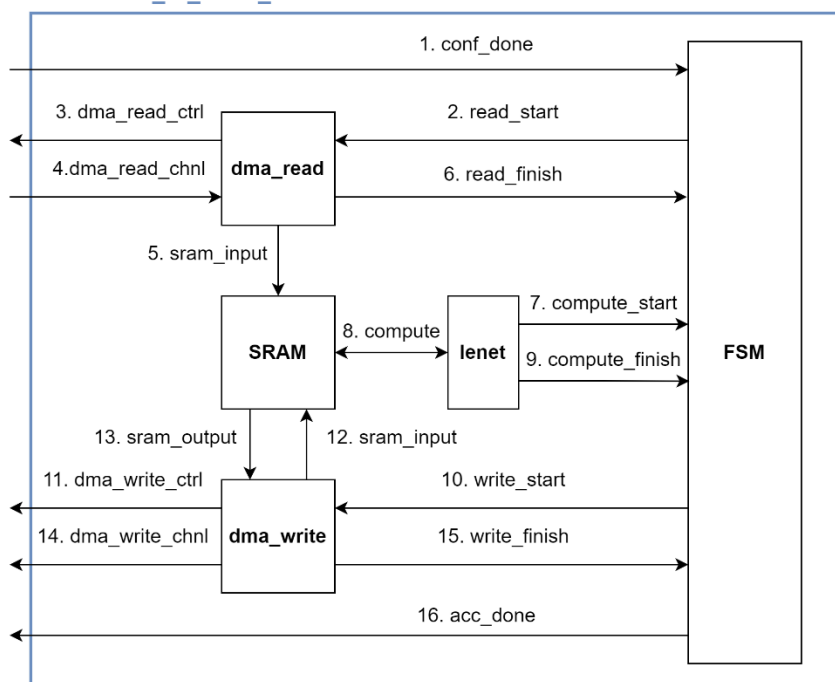 1. conf_done
3. dma_read_ctrl
2. read_start
4.dma_read_chnl
dma_read
6. read_finish
5. sram_input
7. compute_start
8. compute
SRAM
lenet
FSM
9. compute_finish
13. sram_output
12. sram_input
11. dma_write_ctrl
10. write_start
14. dma_write_chnl
dma_write
15. write_finish
16. acc_done